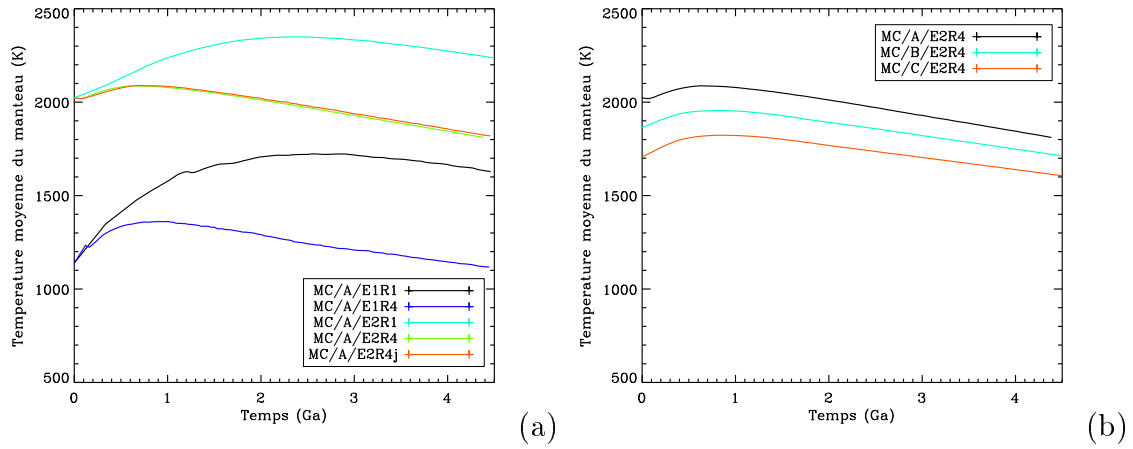 2500
2000
1500
1000
500
Temperature moyenne du manteau (K)
0 1 2 3 4
Temps (Ga)
MC/A/E1R1
MC/A/E1R4
MC/A/E2R1
MC/A/E2R4
MC/A/E2R4j
(a)
2500
2000
1500
1000
500
Temperature moyenne du manteau (K)
0 1 2 3 4
Temps (Ga)
MC/A/E2R4
MC/B/E2R4
MC/C/E2R4
(b)